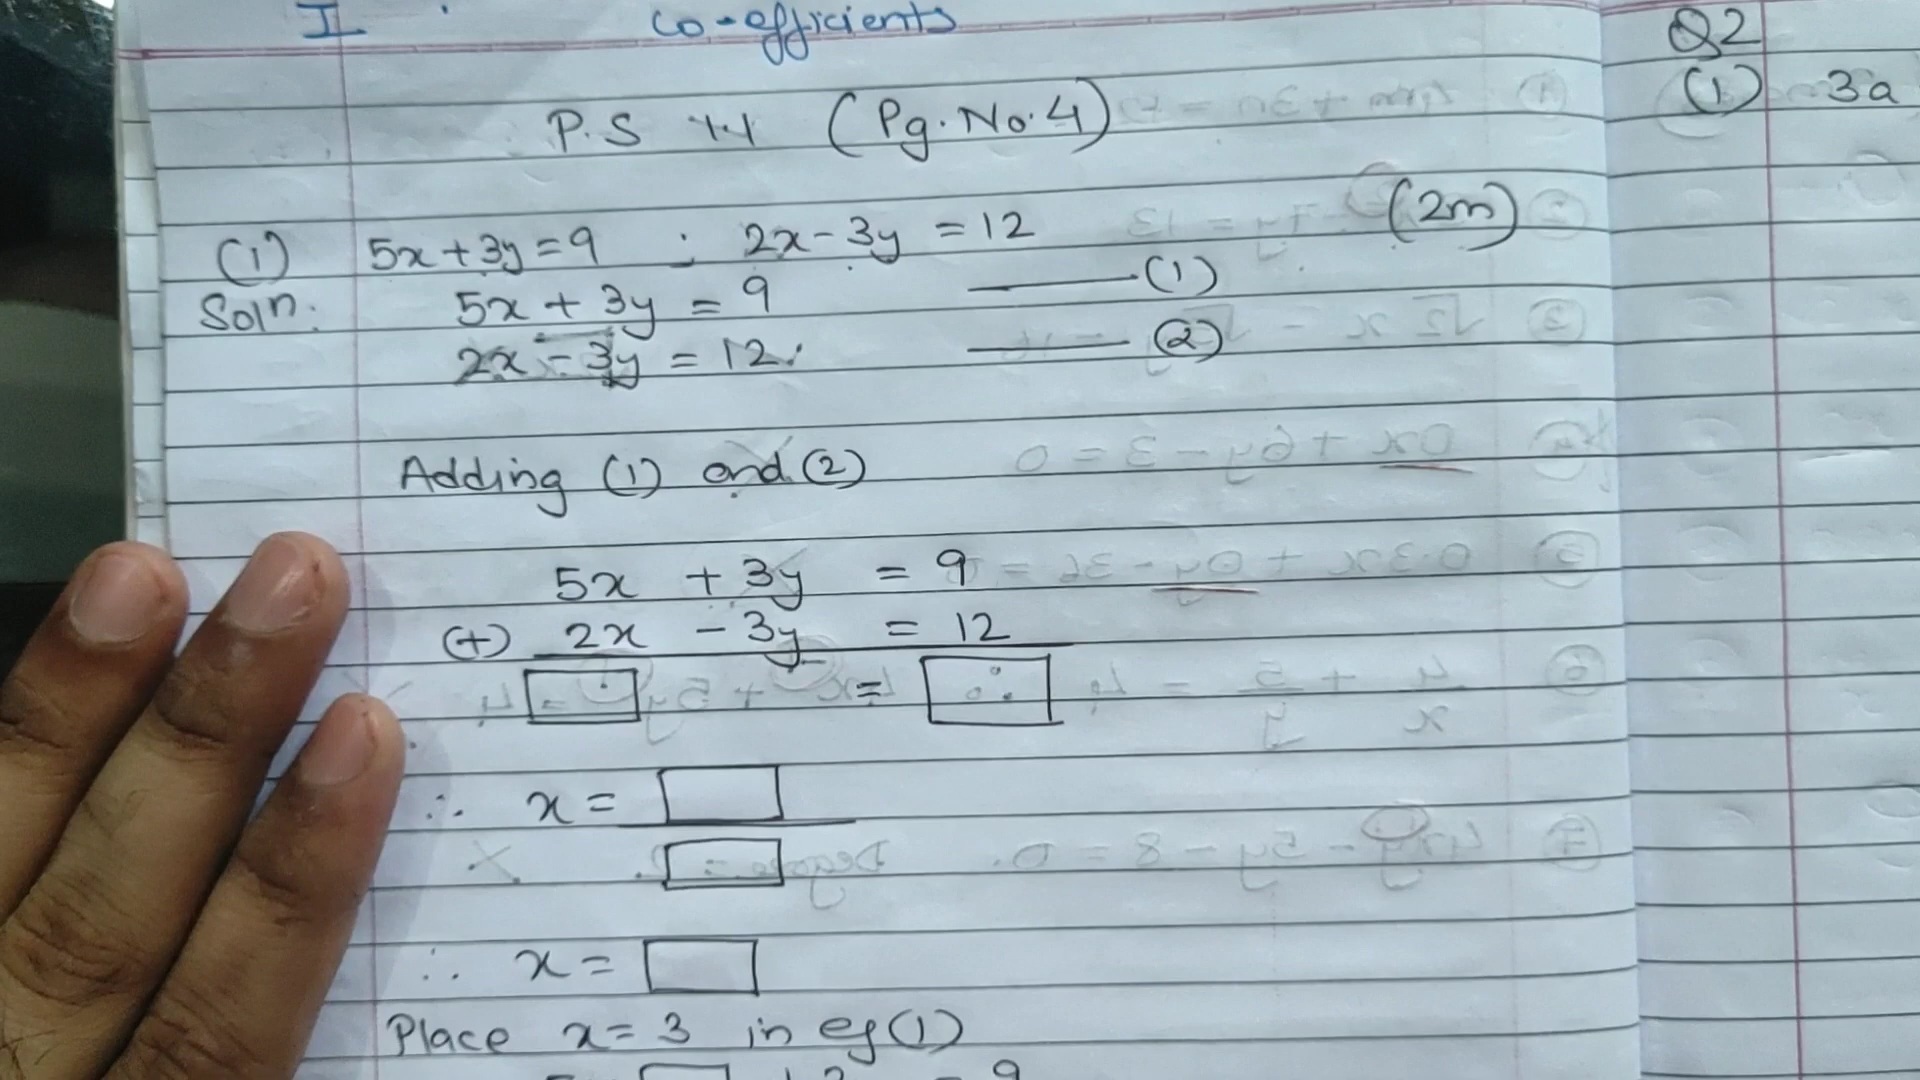 I co-efficients
P.S 1.1 (Pg. No. 4)
(1) 5x + 3y = 9 ; 2x - 3y = 12 (2m)
Soln. 5x + 3y = 9 —— (1)
2x - 3y = 12 —— (2)
Adding (1) and (2)
5x + 3y = 9
(+) 2x - 3y = 12
=
∴ x =
∴ x =
Place x = 3 in eq (1)
Q2
(1) 3a